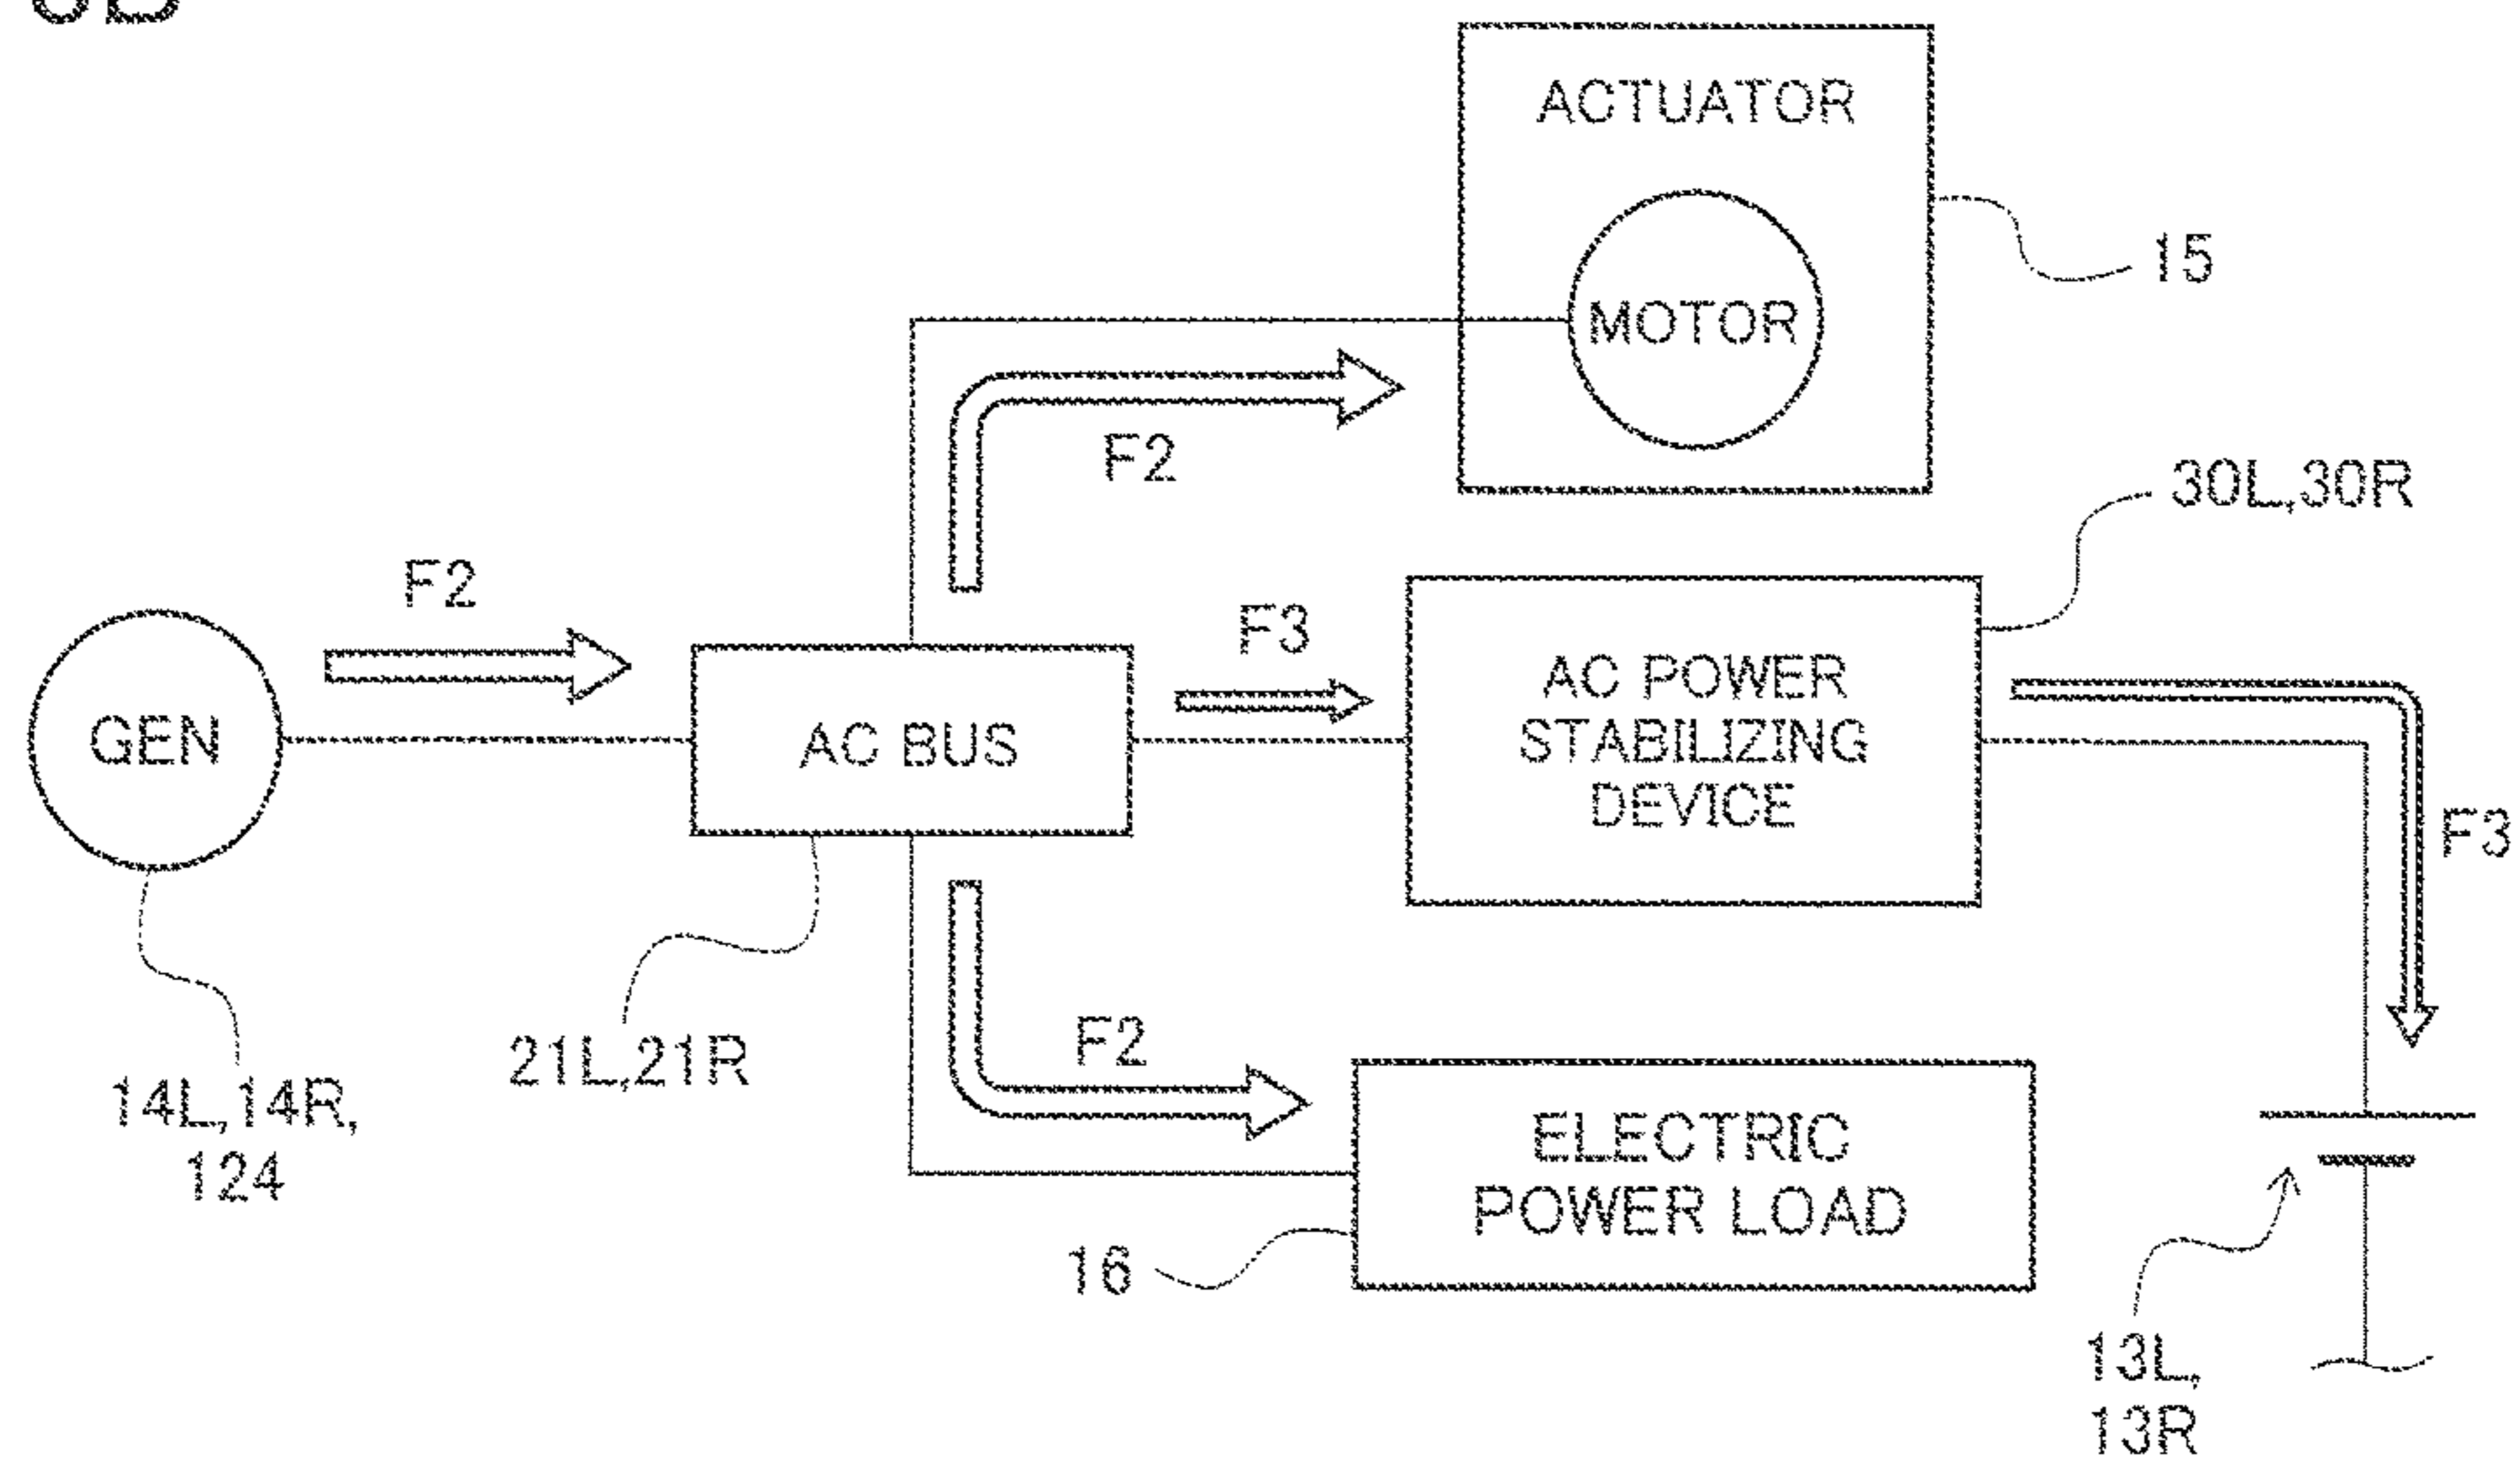 ACTUATOR
MOTOR
15
F2
30L,30R
F2
F3
AC POWER
STABILIZING
DEVICE
GEN
AC BUS
F3
F2
21L,21R
14L,14R,
124
ELECTRIC
POWER LOAD
16
13L,
13R